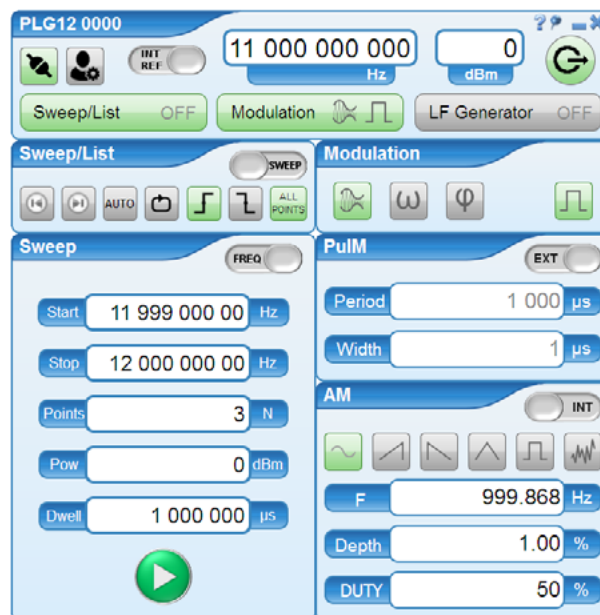 PLG12 0000
INT
REF
11 000 000 000
Hz
0
dBm
Sweep/List OFF
Modulation
LF Generator OFF
Sweep/List
SWEEP
AUTO
ALL
POINTS
Modulation
ω
φ
Sweep
FREQ
Start 11 999 000 00 Hz
Stop 12 000 000 00 Hz
Points 3 N
Pow 0 dBm
Dwell 1 000 000 µs
PulM
EXT
Period 1 000 µs
Width 1 µs
AM
INT
F 999.868 Hz
Depth 1.00 %
DUTY 50 %